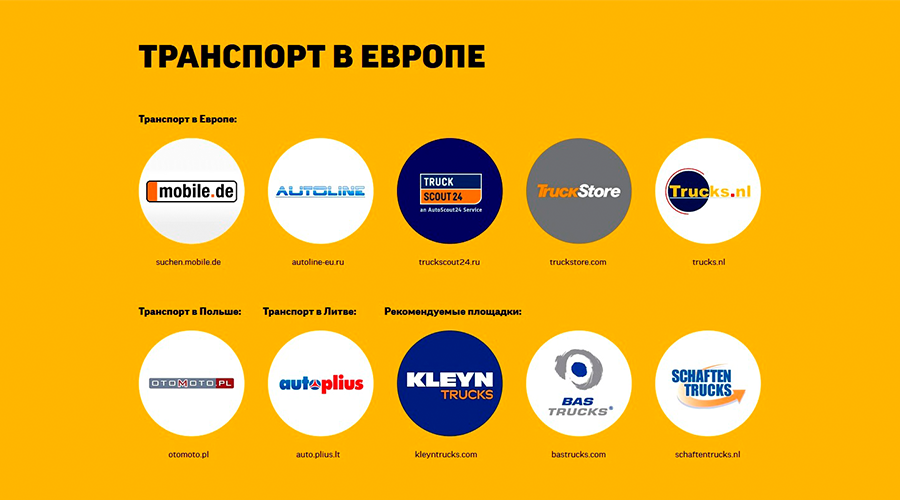 ТРАНСПОРТ В ЕВРОПЕ
Транспорт в Европе:
mobile.de
AUTOLINE
TRUCK
SCOUT24
an AutoScout24 Service
TruckStore
Trucks.nl
suchen.mobile.de
autoline-eu.ru
truckscout24.ru
truckstore.com
trucks.nl
Транспорт в Польше:
Транспорт в Литве:
Рекомендуемые площадки:
OTOMOTO.PL
autoplius
KLEYN
TRUCKS
BAS
TRUCKS®
SCHAFTEN
TRUCKS
otomoto.pl
auto.plius.lt
kleyntrucks.com
bastrucks.com
schaftentrucks.nl